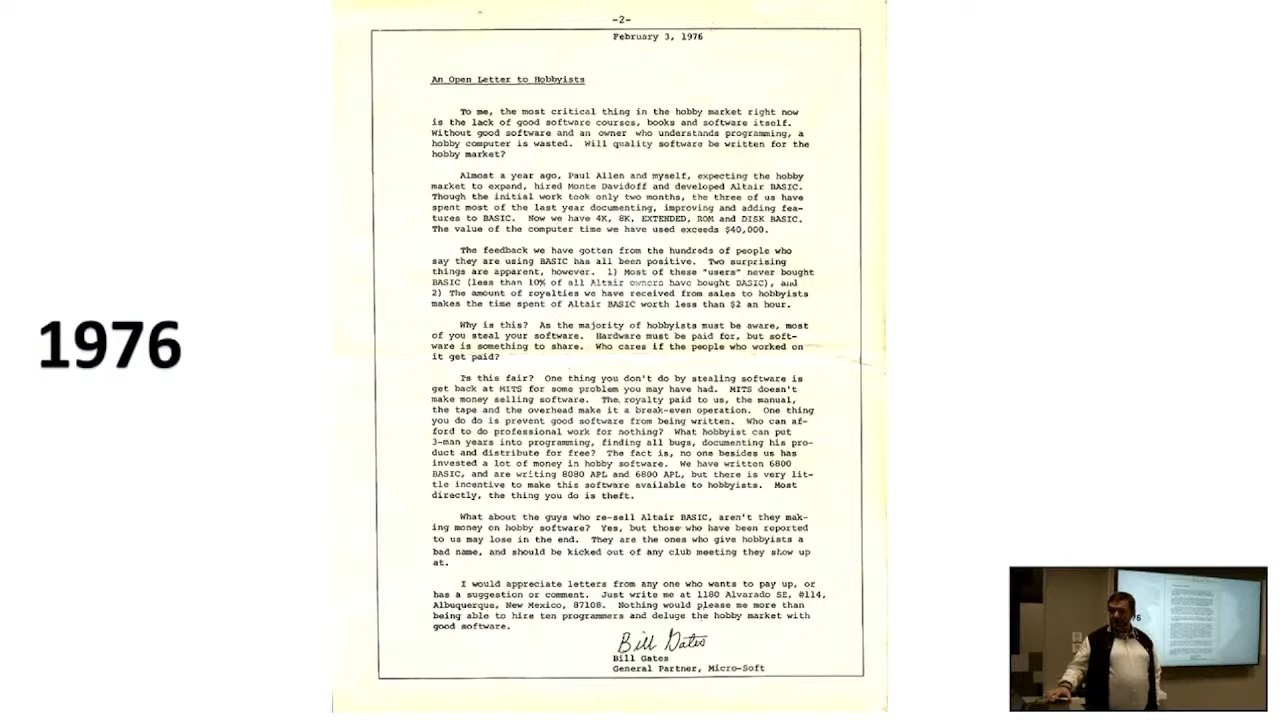 -2-
February 3, 1976
An Open Letter to Hobbyists
To me, the most critical thing in the hobby market right now
is the lack of good software courses, books and software itself.
Without good software and an owner who understands programming, a
hobby computer is wasted. Will quality software be written for the
hobby market?
Almost a year ago, Paul Allen and myself, expecting the hobby
market to expand, hired Monte Davidoff and developed Altair BASIC.
Though the initial work took only two months, the three of us have
spent most of the last year documenting, improving and adding fea-
tures to BASIC. Now we have 4K, 8K, EXTENDED, ROM and DISK BASIC.
The value of the computer time we have used exceeds $40,000.
The feedback we have gotten from the hundreds of people who
say they are using BASIC has all been positive. Two surprising
things are apparent, however. 1) Most of these "users" never bought
BASIC (less than 10% of all Altair owners have bought BASIC), and
2) The amount of royalties we have received from sales to hobbyists
makes the time spent of Altair BASIC worth less than $2 an hour.
Why is this? As the majority of hobbyists must be aware, most
of you steal your software. Hardware must be paid for, but soft-
ware is something to share. Who cares if the people who worked on
it get paid?
Is this fair? One thing you don't do by stealing software is
get back at MITS for some problem you may have had. MITS doesn't
make money selling software. The royalty paid to us, the manual,
the tape and the overhead make it a break-even operation. One thing
you do do is prevent good software from being written. Who can af-
ford to do professional work for nothing? What hobbyist can put
3-man years into programming, finding all bugs, documenting his pro-
duct and distribute for free? The fact is, no one besides us has
invested a lot of money in hobby software. We have written 6800
BASIC, and are writing 8080 APL and 6800 APL, but there is very lit-
tle incentive to make this software available to hobbyists. Most
directly, the thing you do is theft.
What about the guys who re-sell Altair BASIC, aren't they mak-
ing money on hobby software? Yes, but those who have been reported
to us may lose in the end. They are the ones who give hobbyists a
bad name, and should be kicked out of any club meeting they show up
at.
I would appreciate letters from any one who wants to pay up, or
has a suggestion or comment. Just write me at 1180 Alvarado SE, #114,
Albuquerque, New Mexico, 87108. Nothing would please me more than
being able to hire ten programmers and deluge the hobby market with
good software.
Bill Gates
Bill Gates
General Partner, Micro-Soft
1976